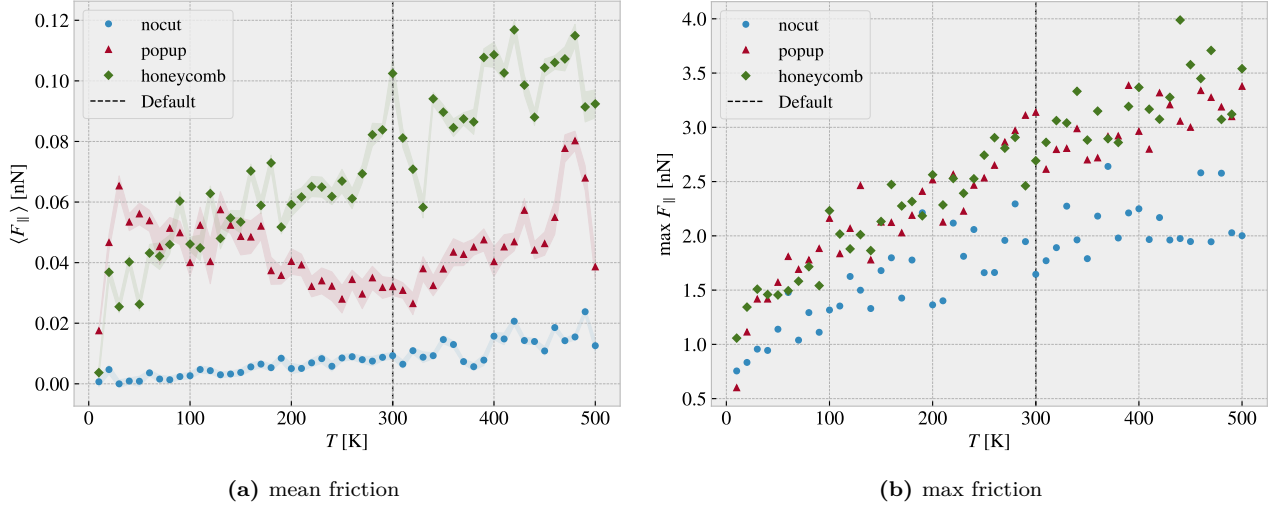 nocut
popup
honeycomb
Default
0.12
0.10
0.08
0.06
0.04
0.02
0.00
⟨F∥⟩ [nN]
0 100 200 300 400 500
T [K]
(a) mean friction
nocut
popup
honeycomb
Default
4.0
3.5
3.0
2.5
2.0
1.5
1.0
0.5
max F∥ [nN]
0 100 200 300 400 500
T [K]
(b) max friction